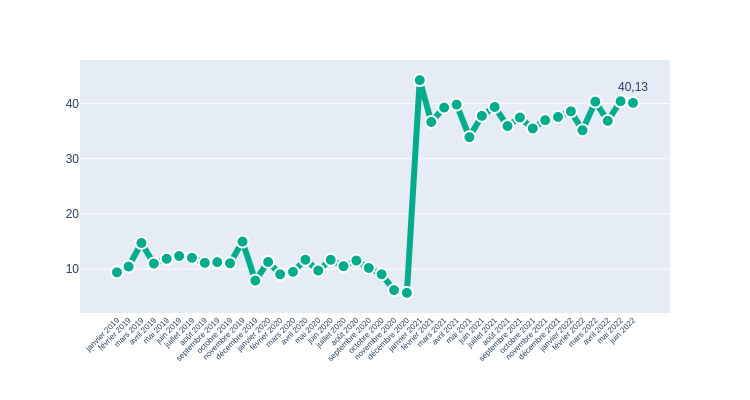 40,13
40
30
20
10
janvier 2019
février 2019
mars 2019
avril 2019
mai 2019
juin 2019
juillet 2019
août 2019
septembre 2019
octobre 2019
novembre 2019
décembre 2019
janvier 2020
février 2020
mars 2020
avril 2020
mai 2020
juin 2020
juillet 2020
août 2020
septembre 2020
octobre 2020
novembre 2020
décembre 2020
janvier 2021
février 2021
mars 2021
avril 2021
mai 2021
juin 2021
juillet 2021
août 2021
septembre 2021
octobre 2021
novembre 2021
décembre 2021
janvier 2022
février 2022
mars 2022
avril 2022
mai 2022
juin 2022